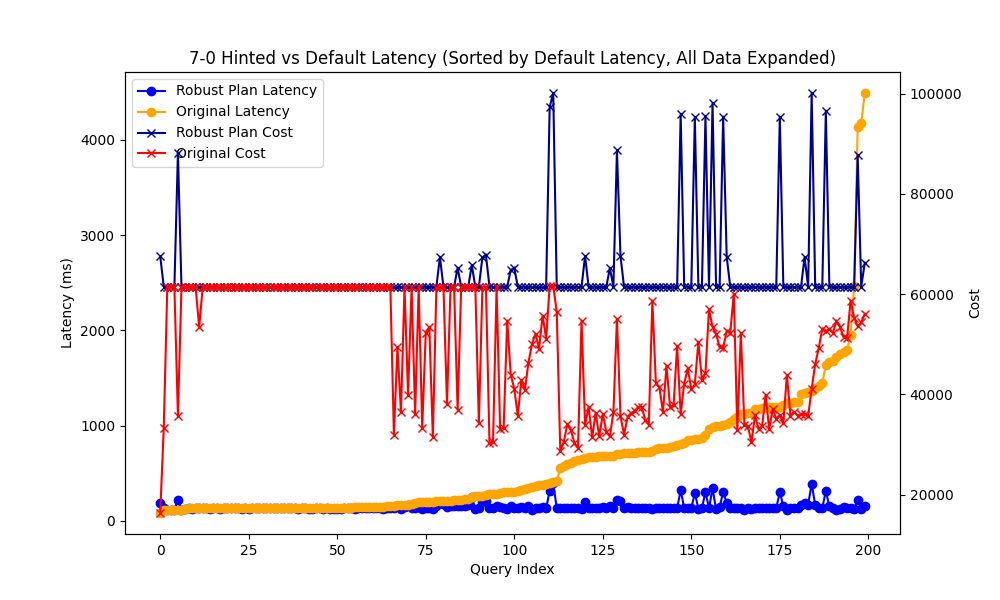 7-0 Hinted vs Default Latency (Sorted by Default Latency, All Data Expanded)
Robust Plan Latency
Original Latency
Robust Plan Cost
Original Cost
Latency (ms)
4000
3000
2000
1000
0
100000
80000
60000
40000
20000
Cost
0
25
50
75
100
125
150
175
200
Query Index